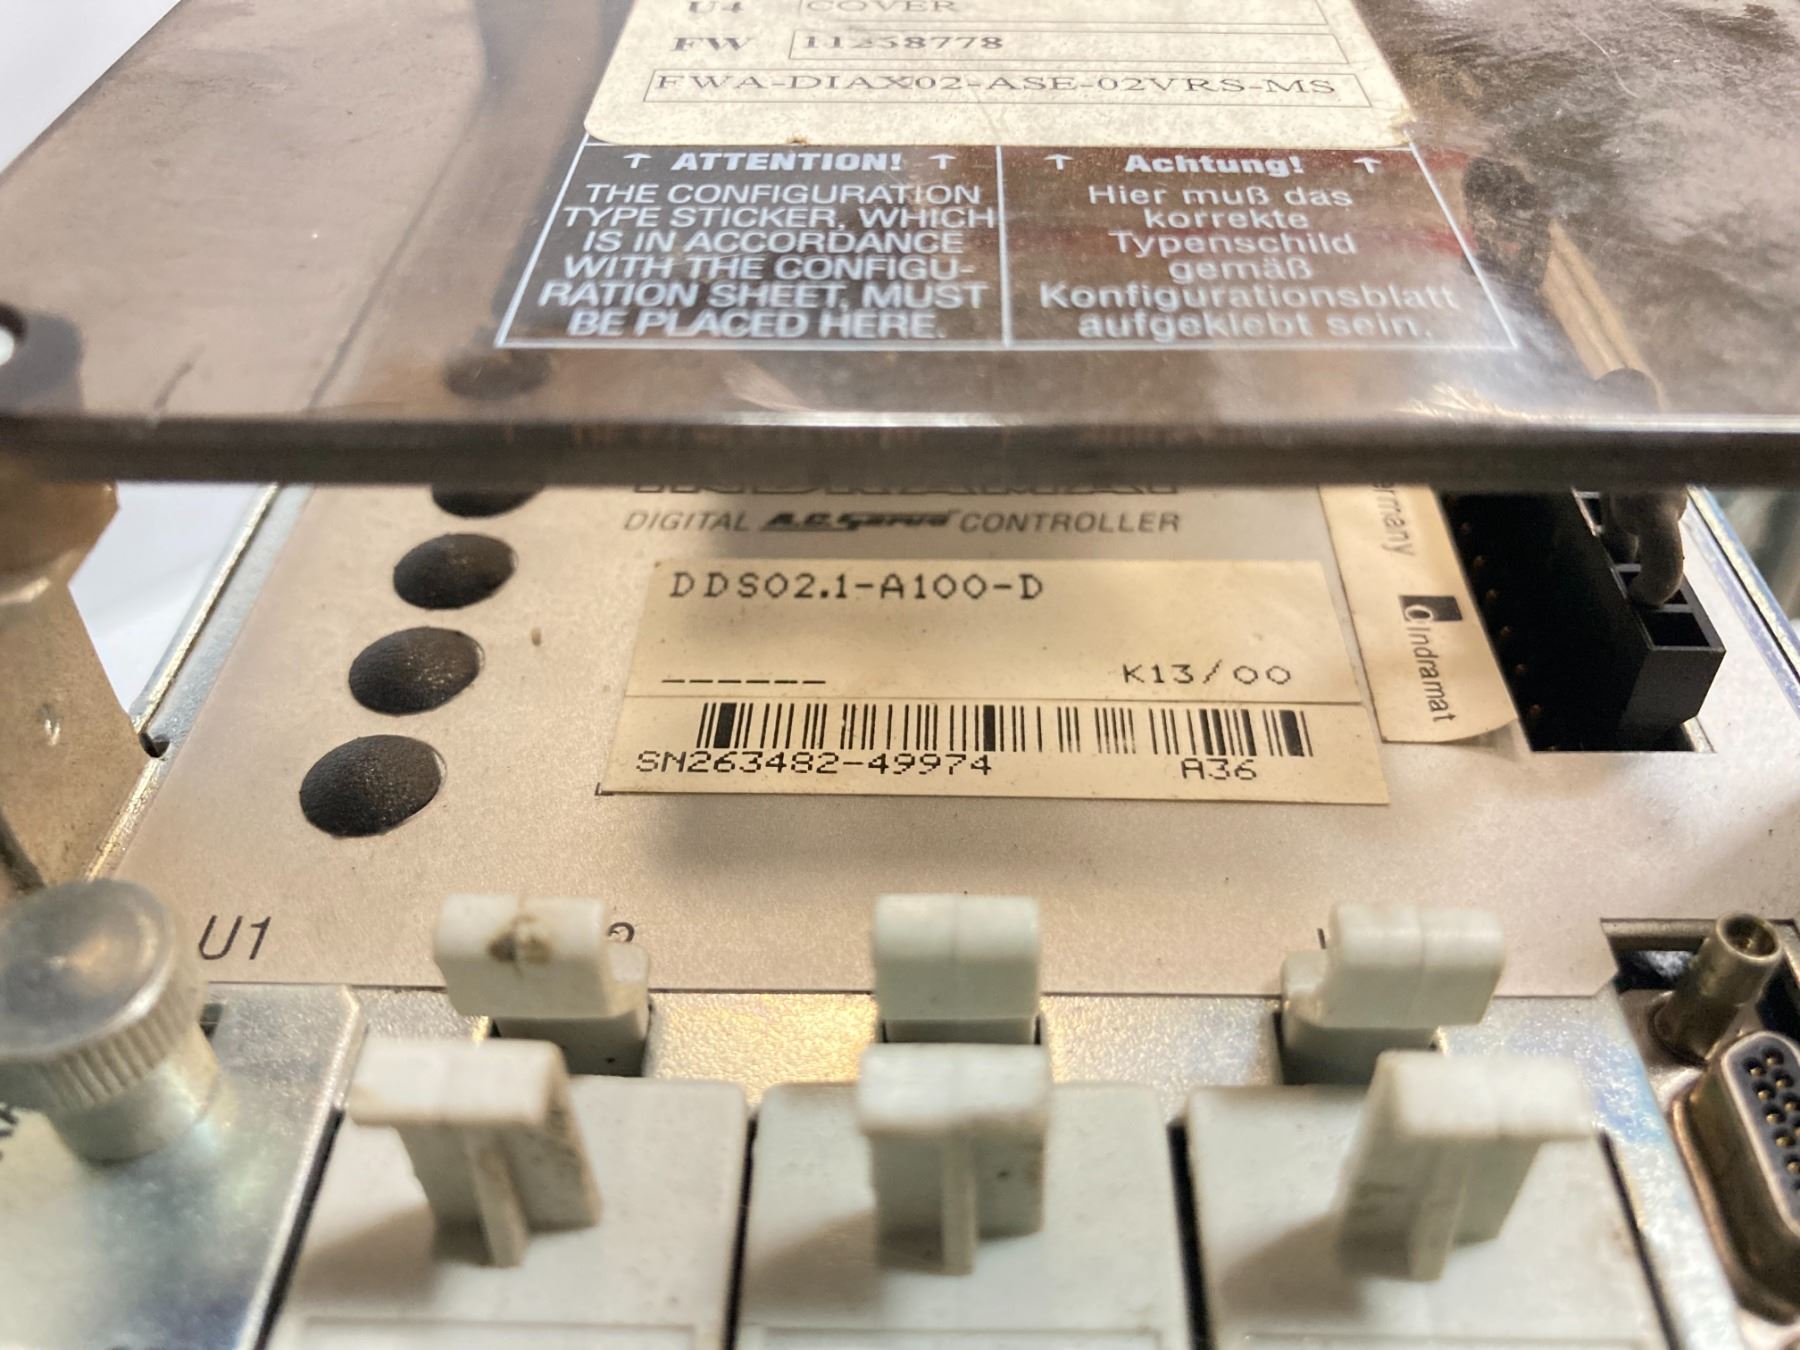 U4 COVER
FW 11258778
FWA-DIAX02-ASE-02VRS-MS
↑ ATTENTION! ↑
THE CONFIGURATION
TYPE STICKER, WHICH
IS IN ACCORDANCE
WITH THE CONFIGU-
RATION SHEET, MUST
BE PLACED HERE.
↑ Achtung! ↑
Hier muß das
korrekte
Typenschild
gemäß
Konfigurationsblatt
aufgeklebt sein.
DIGITAL A.C. Servo CONTROLLER
DDS02.1-A100-D
------ K13/00
SN263482-49974 A36
Indramat
U1